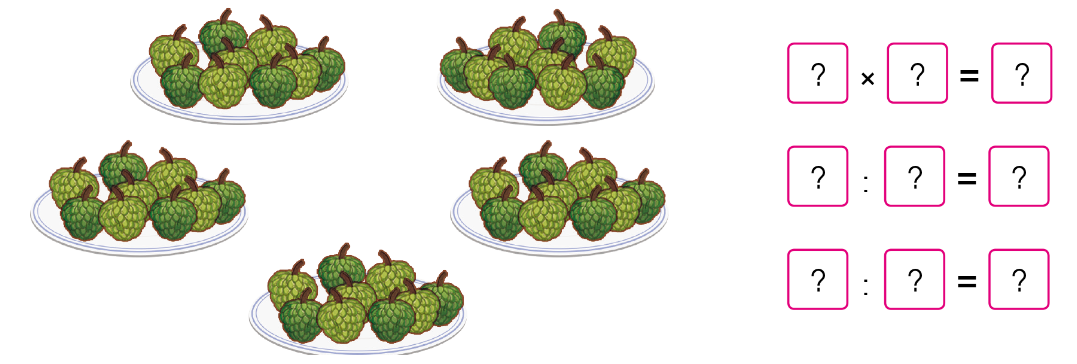 ? × ? = ?
? : ? = ?
? : ? = ?